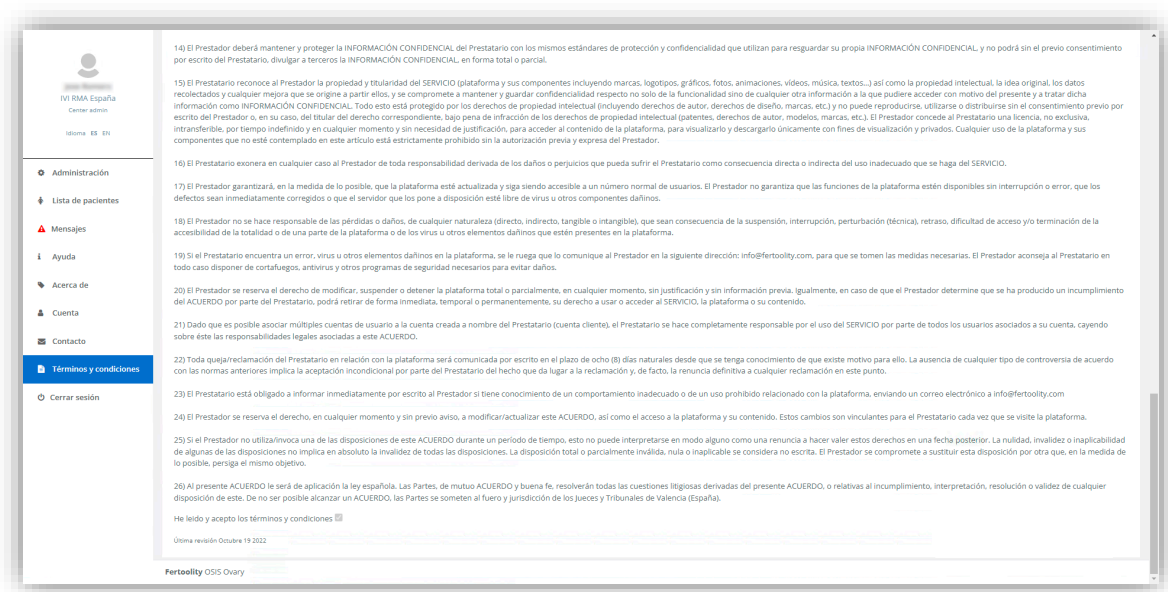 IVI RMA España
Center admin
Idioma ES EN
Administración
Lista de pacientes
Mensajes
Ayuda
Acerca de
Cuenta
Contacto
Términos y condiciones
Cerrar sesión
14) El Prestador deberá mantener y proteger la INFORMACIÓN CONFIDENCIAL del Prestatario con los mismos estándares de protección y confidencialidad que utilizan para resguardar su propia INFORMACIÓN CONFIDENCIAL, y no podrá sin el previo consentimiento
por escrito del Prestatario, divulgar a terceros la INFORMACIÓN CONFIDENCIAL, en forma total o parcial.
15) El Prestatario reconoce al Prestador la propiedad y titularidad del SERVICIO (plataforma y sus componentes incluyendo marcas, logotipos, gráficos, fotos, animaciones, vídeos, música, textos...) así como la propiedad intelectual, la idea original, los datos
recolectados y cualquier mejora que se origine a partir ellos, y se compromete a mantener y guardar confidencialidad respecto no solo de la funcionalidad sino de cualquier otra información a la que pudiere acceder con motivo del presente y a tratar dicha
información como INFORMACIÓN CONFIDENCIAL. Todo esto está protegido por los derechos de propiedad intelectual (incluyendo derechos de autor, derechos de diseño, marcas, etc.) y no puede reproducirse, utilizarse o distribuirse sin el consentimiento previo por
escrito del Prestador o, en su caso, del titular del derecho correspondiente, bajo pena de infracción de los derechos de propiedad intelectual (patentes, derechos de autor, modelos, marcas, etc.). El Prestador concede al Prestatario una licencia, no exclusiva,
intransferible, por tiempo indefinido y en cualquier momento y sin necesidad de justificación, para acceder al contenido de la plataforma, para visualizarlo y descargarlo únicamente con fines de visualización y privados. Cualquier uso de la plataforma y sus
componentes que no esté contemplado en este artículo está estrictamente prohibido sin la autorización previa y expresa del Prestador.
16) El Prestatario exonera en cualquier caso al Prestador de toda responsabilidad derivada de los daños o perjuicios que pueda sufrir el Prestatario como consecuencia directa o indirecta del uso inadecuado que se haga del SERVICIO.
17) El Prestador garantizará, en la medida de lo posible, que la plataforma esté actualizada y siga siendo accesible a un número normal de usuarios. El Prestador no garantiza que las funciones de la plataforma estén disponibles sin interrupción o error, que los
defectos sean inmediatamente corregidos o que el servidor que los pone a disposición esté libre de virus u otros componentes dañinos.
18) El Prestador no se hace responsable de las pérdidas o daños, de cualquier naturaleza (directo, indirecto, tangible o intangible), que sean consecuencia de la suspensión, interrupción, perturbación (técnica), retraso, dificultad de acceso y/o terminación de la
accesibilidad de la totalidad o de una parte de la plataforma o de los virus u otros elementos dañinos que estén presentes en la plataforma.
19) Si el Prestatario encuentra un error, virus u otros elementos dañinos en la plataforma, se le ruega que lo comunique al Prestador en la siguiente dirección: info@fertoolity.com, para que se tomen las medidas necesarias. El Prestador aconseja al Prestatario en
todo caso disponer de cortafuegos, antivirus y otros programas de seguridad necesarios para evitar daños.
20) El Prestador se reserva el derecho de modificar, suspender o detener la plataforma total o parcialmente, en cualquier momento, sin justificación y sin información previa. Igualmente, en caso de que el Prestador determine que se ha producido un incumplimiento
del ACUERDO por parte del Prestatario, podrá retirar de forma inmediata, temporal o permanentemente, su derecho a usar o acceder al SERVICIO, la plataforma o su contenido.
21) Dado que es posible asociar múltiples cuentas de usuario a la cuenta creada a nombre del Prestatario (cuenta cliente), el Prestatario se hace completamente responsable por el uso del SERVICIO por parte de todos los usuarios asociados a su cuenta, cayendo
sobre éste las responsabilidades legales asociadas a este ACUERDO.
22) Toda queja/reclamación del Prestatario en relación con la plataforma será comunicada por escrito en el plazo de ocho (8) días naturales desde que se tenga conocimiento de que existe motivo para ello. La ausencia de cualquier tipo de controversia de acuerdo
con las normas anteriores implica la aceptación incondicional por parte del Prestatario del hecho que da lugar a la reclamación y, de facto, la renuncia definitiva a cualquier reclamación en este punto.
23) El Prestatario está obligado a informar inmediatamente por escrito al Prestador si tiene conocimiento de un comportamiento inadecuado o de un uso prohibido relacionado con la plataforma, enviando un correo electrónico a info@fertoolity.com
24) El Prestador se reserva el derecho, en cualquier momento y sin previo aviso, a modificar/actualizar este ACUERDO, así como el acceso a la plataforma y su contenido. Estos cambios son vinculantes para el Prestatario cada vez que se visite la plataforma.
25) Si el Prestador no utiliza/invoca una de las disposiciones de este ACUERDO durante un período de tiempo, esto no puede interpretarse en modo alguno como una renuncia a hacer valer estos derechos en una fecha posterior. La nulidad, invalidez o inaplicabilidad
de algunas de las disposiciones no implica en absoluto la invalidez de todas las disposiciones. La disposición total o parcialmente inválida, nula o inaplicable se considera no escrita. El Prestador se compromete a sustituir esta disposición por otra que, en la medida de
lo posible, persiga el mismo objetivo.
26) Al presente ACUERDO le será de aplicación la ley española. Las Partes, de mutuo ACUERDO y buena fe, resolverán todas las cuestiones litigiosas derivadas del presente ACUERDO, o relativas al incumplimiento, interpretación, resolución o validez de cualquier
disposición de este. De no ser posible alcanzar un ACUERDO, las Partes se someten al fuero y jurisdicción de los Jueces y Tribunales de Valencia (España).
He leido y acepto los términos y condiciones
Última revisión Octubre 19 2022
Fertoolity OSIS Ovary